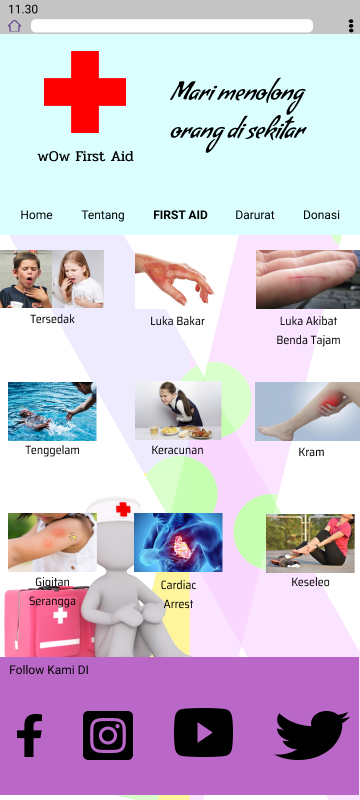 11.30
Mari menolong
orang di sekitar
wOw First Aid
Home Tentang FIRST AID Darurat Donasi
Tersedak
Luka Bakar
Luka Akibat
Benda Tajam
Tenggelam
Keracunan
Kram
Gigitan
Serangga
Cardiac
Arrest
Keseleo
Follow Kami DI